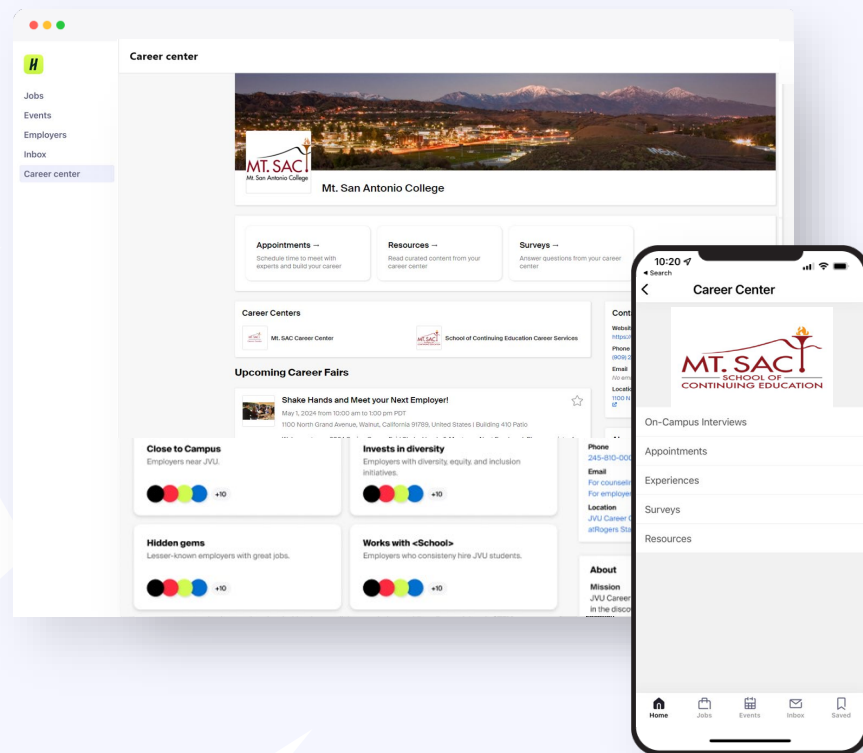 H
Career center
Jobs
Events
Employers
Inbox
Career center
MT. SAC
Mt. San Antonio College
Mt. San Antonio College
Appointments →
Schedule time to meet with
experts and build your career
Resources →
Read curated content from your
career center
Surveys →
Answer questions from your career
center
Career Centers
Mt. SAC Career Center
MT. SAC
School of Continuing Education Career Services
Upcoming Career Fairs
Shake Hands and Meet your Next Employer!
May 1, 2024 from 10:00 am to 1:00 pm PDT
1100 North Grand Avenue, Walnut, California 91789, United States | Building 410 Patio
Close to Campus
Employers near JVU.
+10
Invests in diversity
Employers with diversity, equity, and inclusion
initiatives.
+10
Hidden gems
Lesser-known employers with great jobs.
+10
Works with <School>
Employers who consisteny hire JVU students.
+10
Cont
Websit
https:/
Phone
(909) 2
Email
No ema
Locatio
1100 N
Phone
245-810-000
Email
For counselin
For employer
Location
JVU Career C
atRogers Sta
About
Mission
JVU Career
in the disco
10:20
Search
Career Center
MT. SAC
SCHOOL OF
CONTINUING EDUCATION
On-Campus Interviews
Appointments
Experiences
Surveys
Resources
Home
Jobs
Events
Inbox
Saved